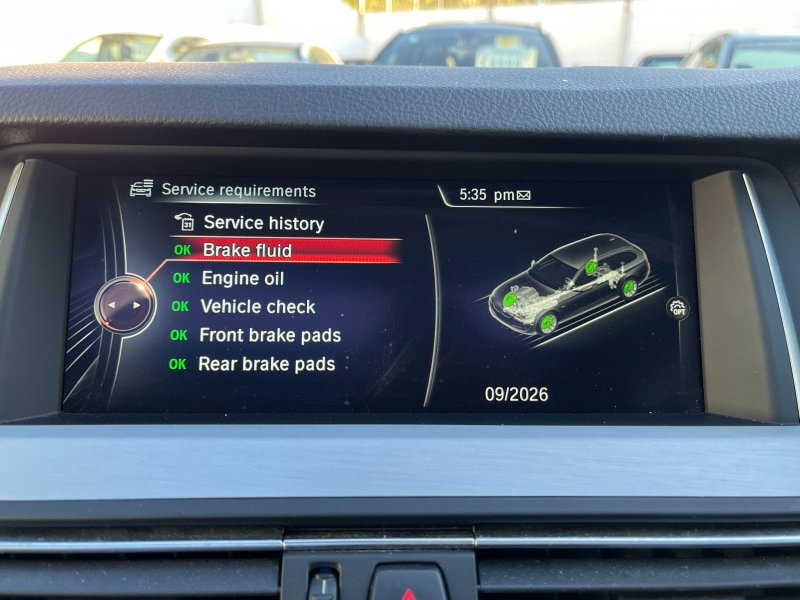 Service requirements
5:35 pm
31 Service history
OK Brake fluid
OK Engine oil
OK Vehicle check
OK Front brake pads
OK Rear brake pads
OPT
09/2026